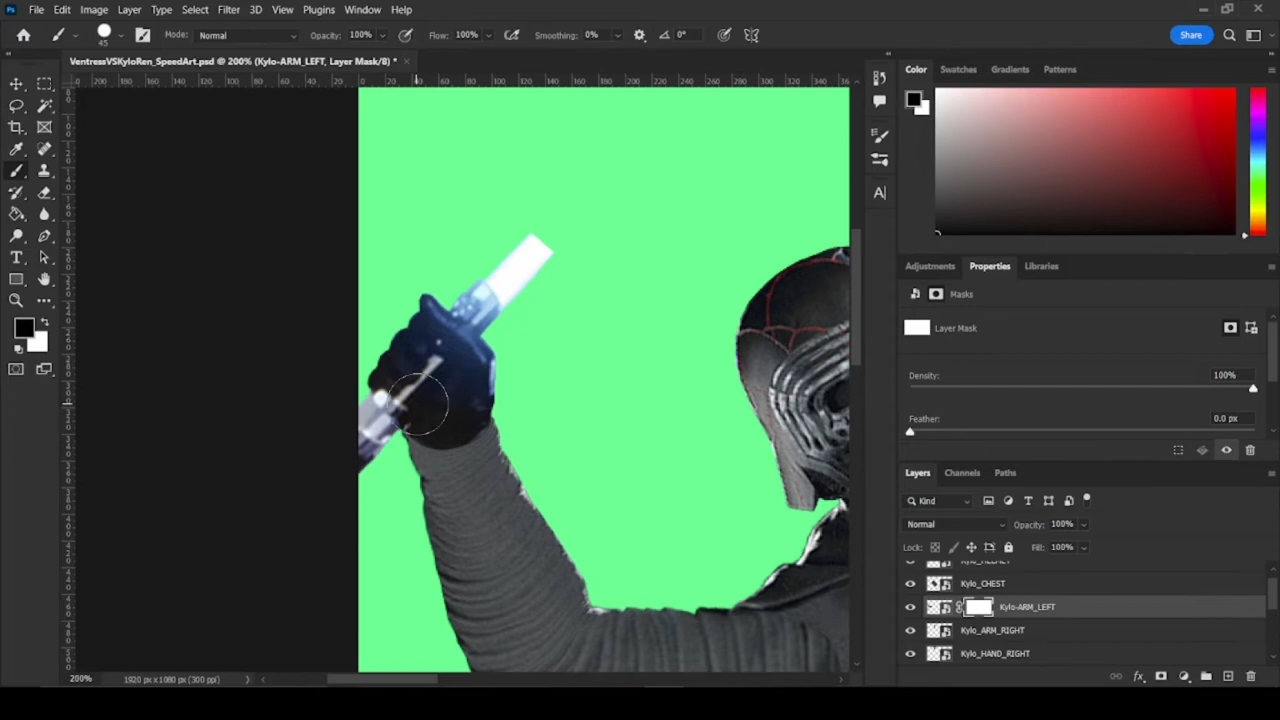 Ps File Edit Image Layer Type Select Filter 3D View Plugins Window Help
45 Mode: Normal Opacity: 100% Flow: 100% Smoothing: 0% 0° Share
VentressVSKyloRen_SpeedArt.psd @ 200% (Kylo-ARM_LEFT, Layer Mask/8) *
Color Swatches Gradients Patterns
Adjustments Properties Libraries
Masks
Layer Mask
Density: 100%
Feather: 0.0 px
Layers Channels Paths
Kind
Normal Opacity: 100%
Lock: Fill: 100%
Kylo_CHEST
Kylo-ARM_LEFT
Kylo_ARM_RIGHT
Kylo_HAND_RIGHT
200% 1920 px x 1080 px (300 ppi)